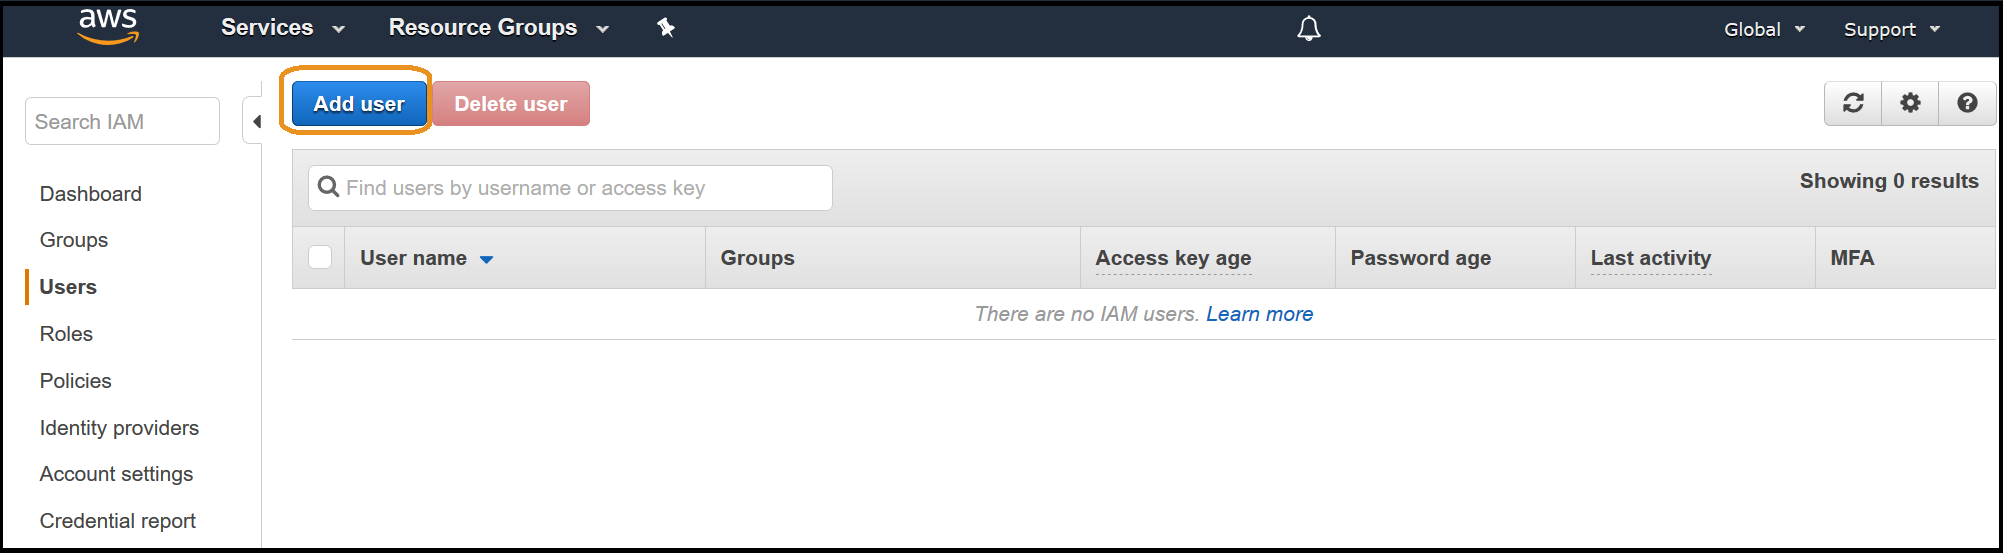 aws Services Resource Groups Global Support
Add user Delete user
Search IAM
Find users by username or access key
Showing 0 results
User name Groups Access key age Password age Last activity MFA
There are no IAM users. Learn more
Dashboard
Groups
Users
Roles
Policies
Identity providers
Account settings
Credential report